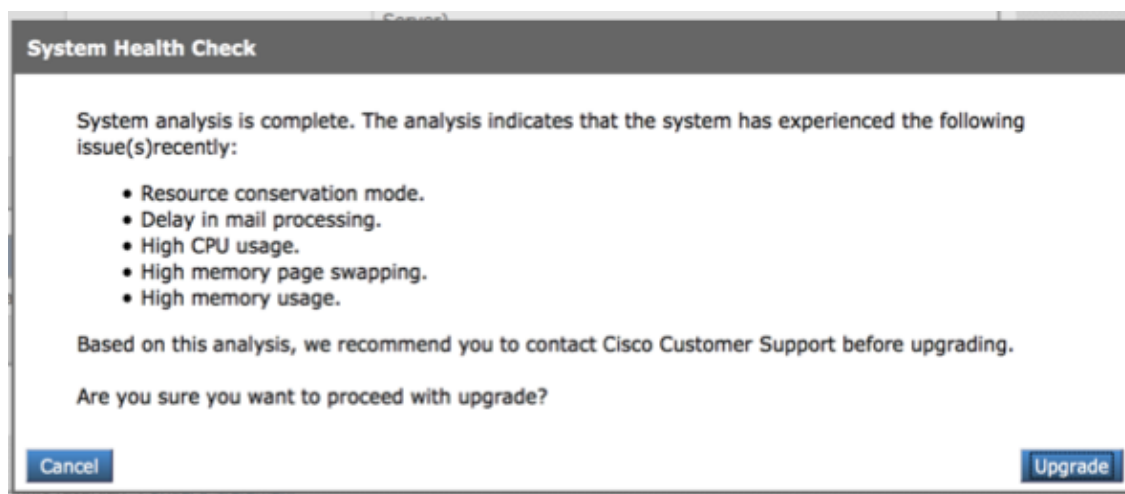 Server)
System Health Check
System analysis is complete. The analysis indicates that the system has experienced the following
issue(s)recently:
• Resource conservation mode.
• Delay in mail processing.
• High CPU usage.
• High memory page swapping.
• High memory usage.
Based on this analysis, we recommend you to contact Cisco Customer Support before upgrading.
Are you sure you want to proceed with upgrade?
Cancel
Upgrade